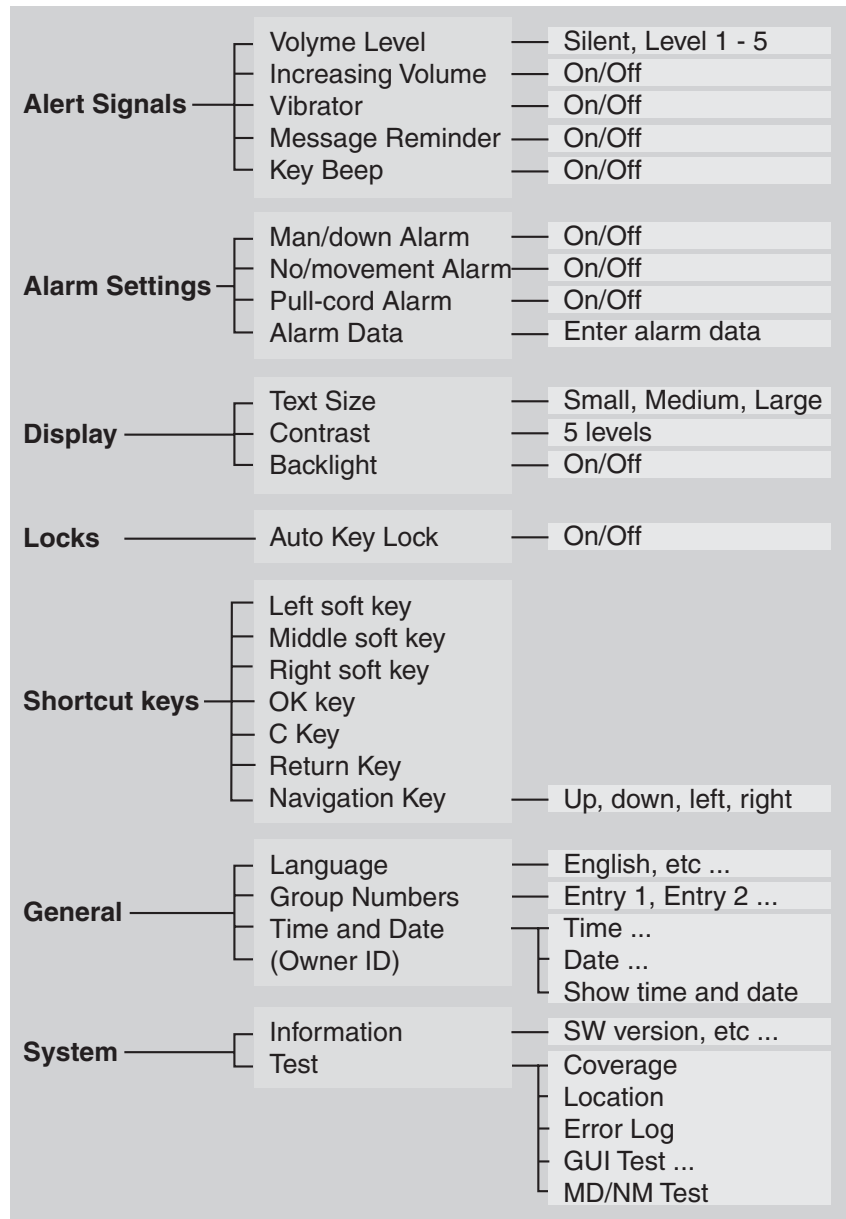 Alert Signals
Volyme Level
Silent, Level 1 - 5
Increasing Volume
On/Off
Vibrator
On/Off
Message Reminder
On/Off
Key Beep
On/Off
Alarm Settings
Man/down Alarm
On/Off
No/movement Alarm
On/Off
Pull-cord Alarm
On/Off
Alarm Data
Enter alarm data
Display
Text Size
Small, Medium, Large
Contrast
5 levels
Backlight
On/Off
Locks
Auto Key Lock
On/Off
Shortcut keys
Left soft key
Middle soft key
Right soft key
OK key
C Key
Return Key
Navigation Key
Up, down, left, right
General
Language
English, etc ...
Group Numbers
Entry 1, Entry 2 ...
Time and Date
Time ...
Date ...
Show time and date
(Owner ID)
System
Information
SW version, etc ...
Test
Coverage
Location
Error Log
GUI Test ...
MD/NM Test